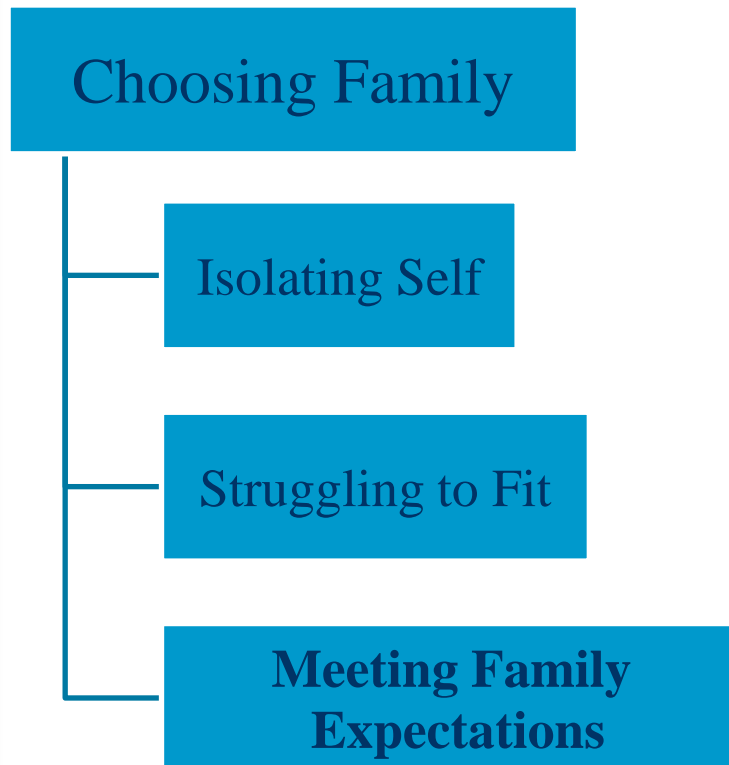 Choosing Family
Isolating Self
Struggling to Fit
Meeting Family
Expectations